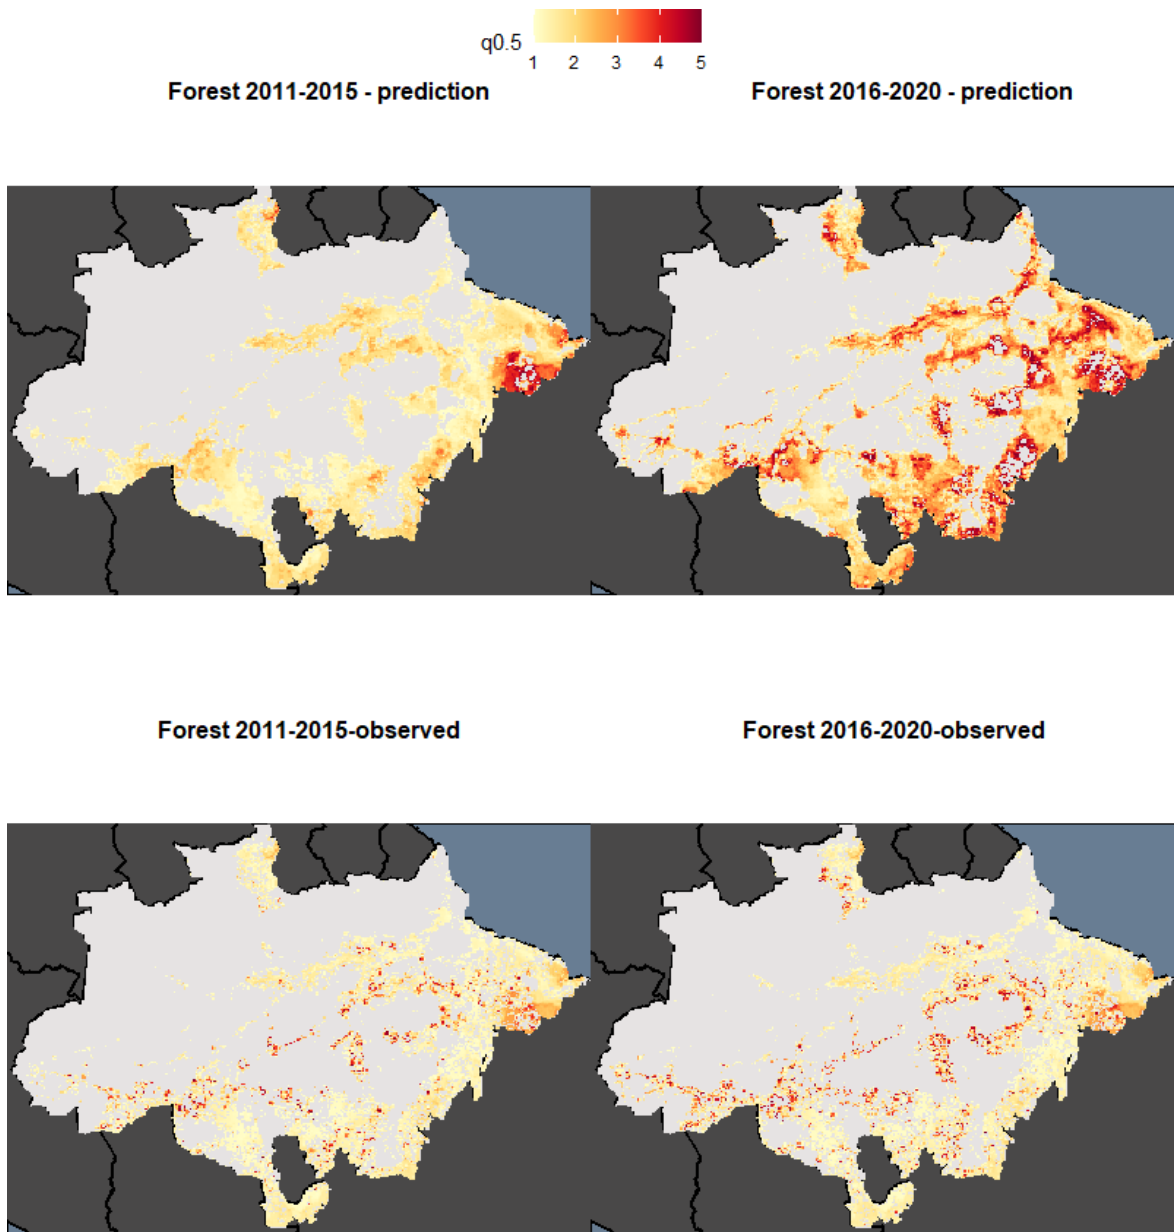 q0.5
1 2 3 4 5
Forest 2011-2015 - prediction
Forest 2016-2020 - prediction
Forest 2011-2015-observed
Forest 2016-2020-observed